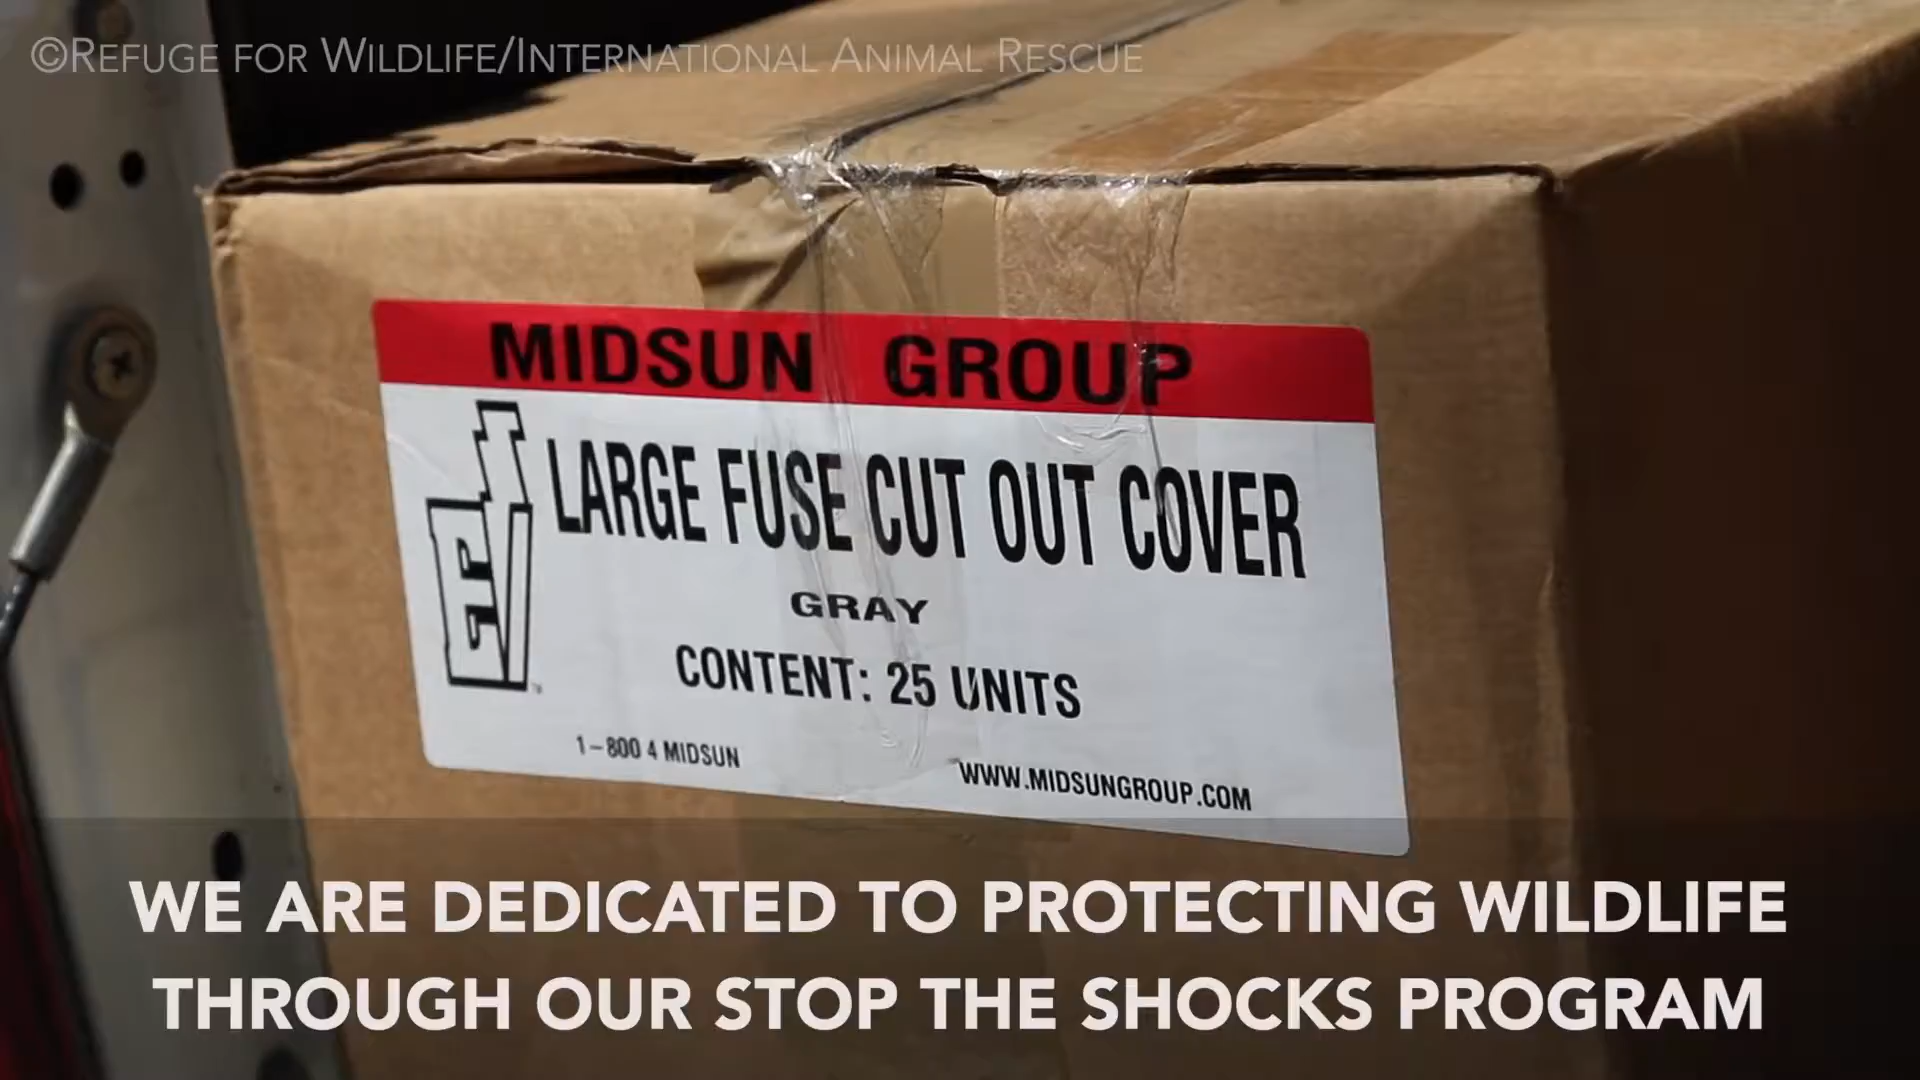 ©REFUGE FOR WILDLIFE/INTERNATIONAL ANIMAL RESCUE
MIDSUN GROUP
EI
LARGE FUSE CUT OUT COVER
GRAY
CONTENT: 25 UNITS
1-800 4 MIDSUN
WWW.MIDSUNGROUP.COM
WE ARE DEDICATED TO PROTECTING WILDLIFE
THROUGH OUR STOP THE SHOCKS PROGRAM